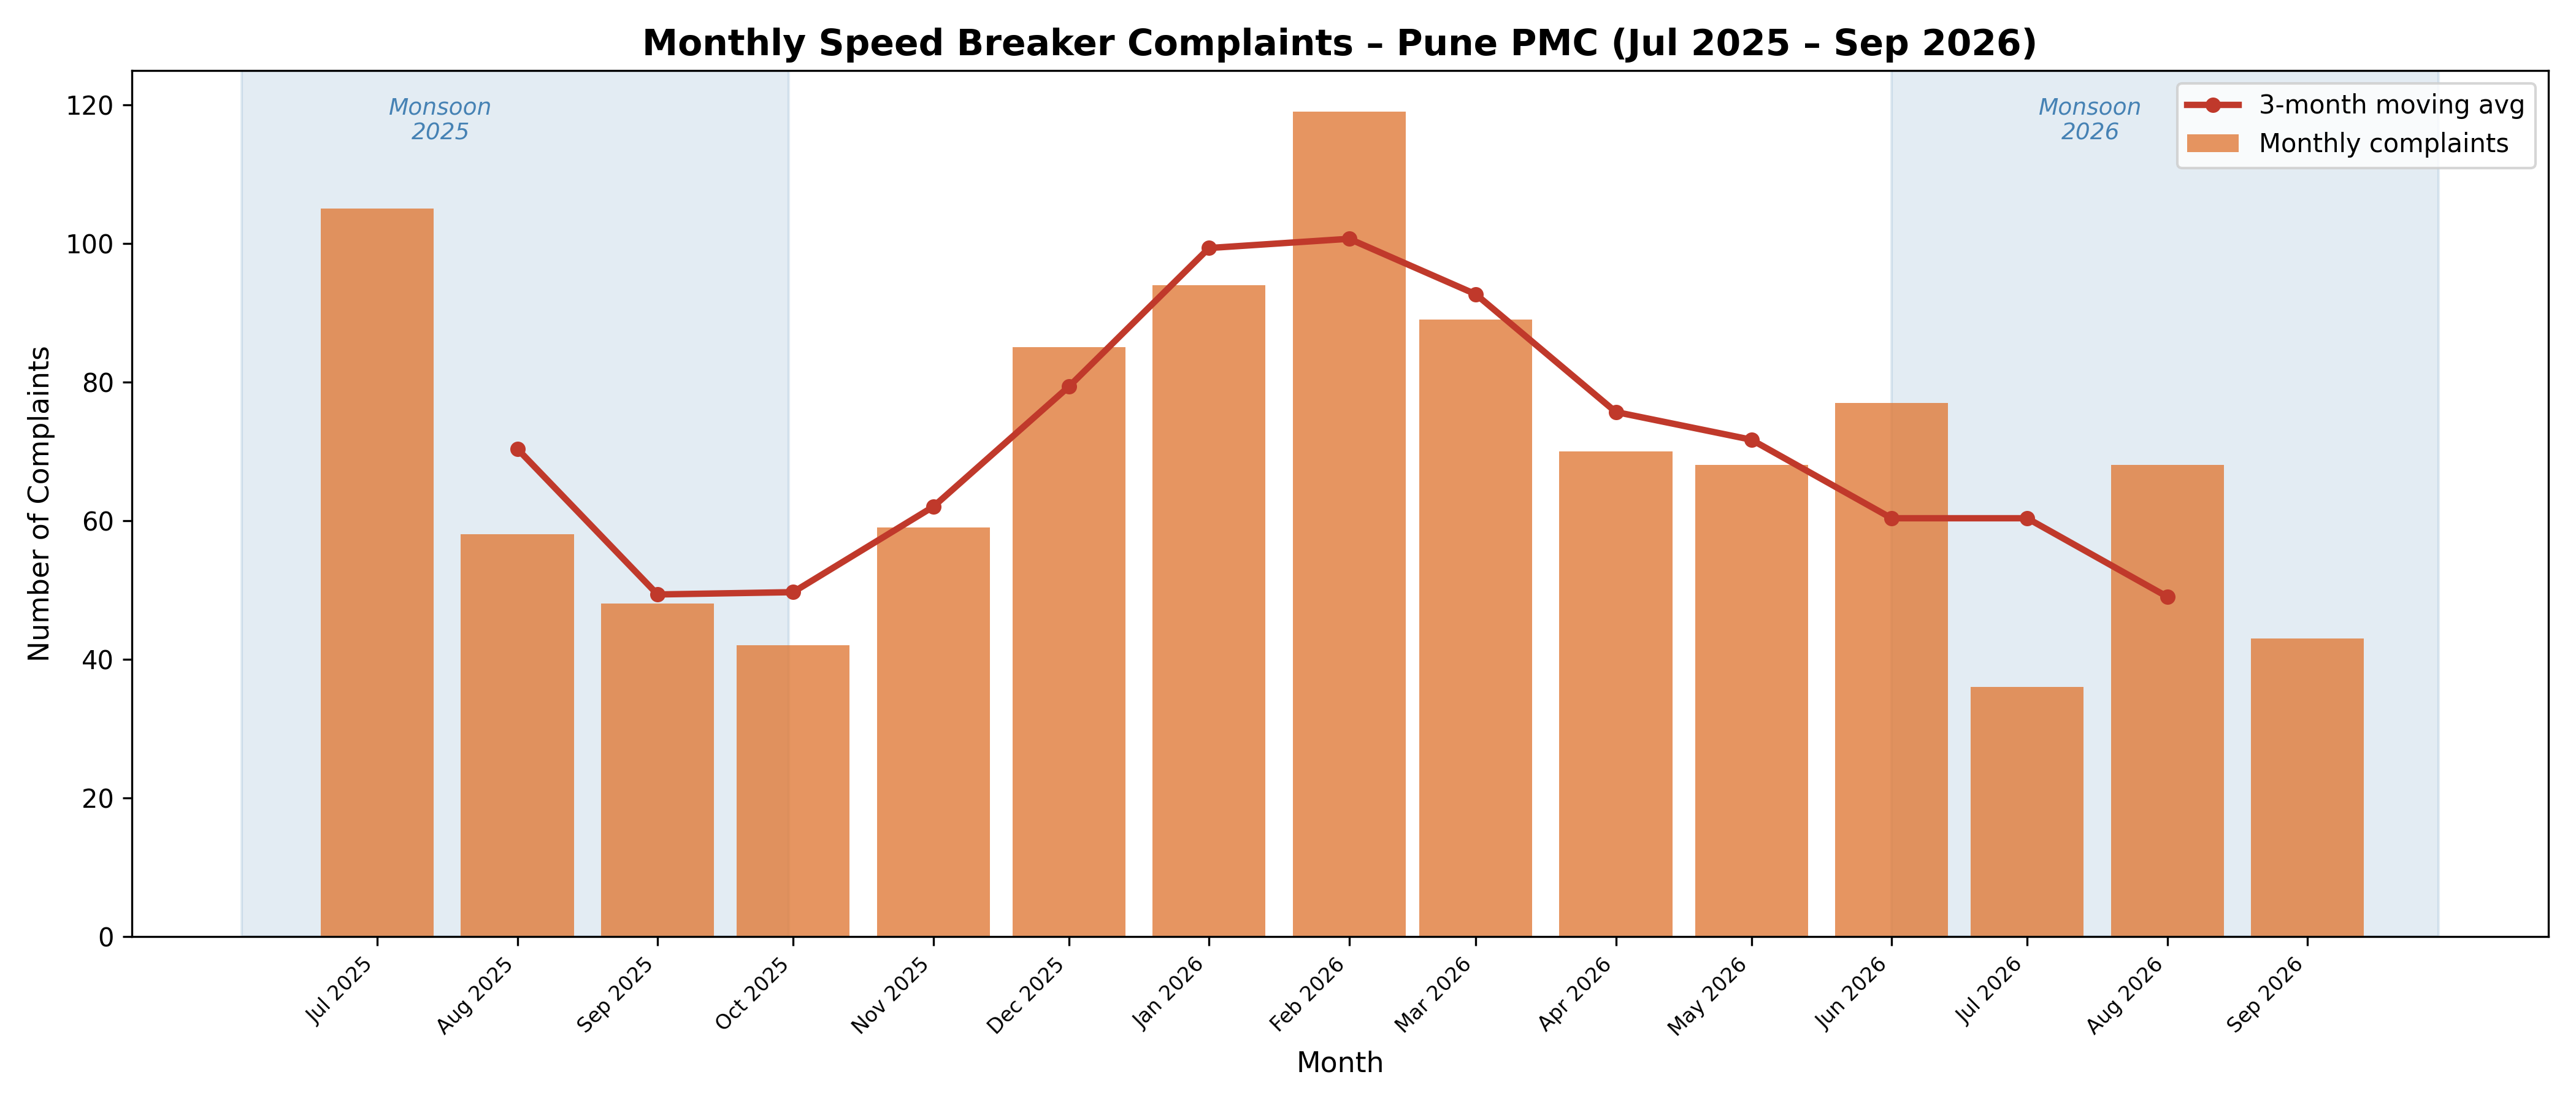 Monthly Speed Breaker Complaints – Pune PMC (Jul 2025 – Sep 2026)
Monsoon
2025
Monsoon
2026
3-month moving avg
Monthly complaints
Number of Complaints
120
100
80
60
40
20
0
Jul 2025
Aug 2025
Sep 2025
Oct 2025
Nov 2025
Dec 2025
Jan 2026
Feb 2026
Mar 2026
Apr 2026
May 2026
Jun 2026
Jul 2026
Aug 2026
Sep 2026
Month